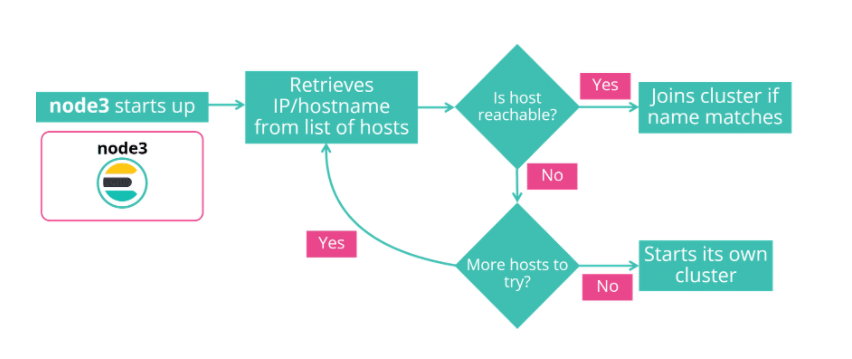 node3 starts up
node3
Retrieves
IP/hostname
from list of hosts
Is host
reachable?
Yes
Joins cluster if
name matches
No
More hosts to
try?
Yes
No
Starts its own
cluster